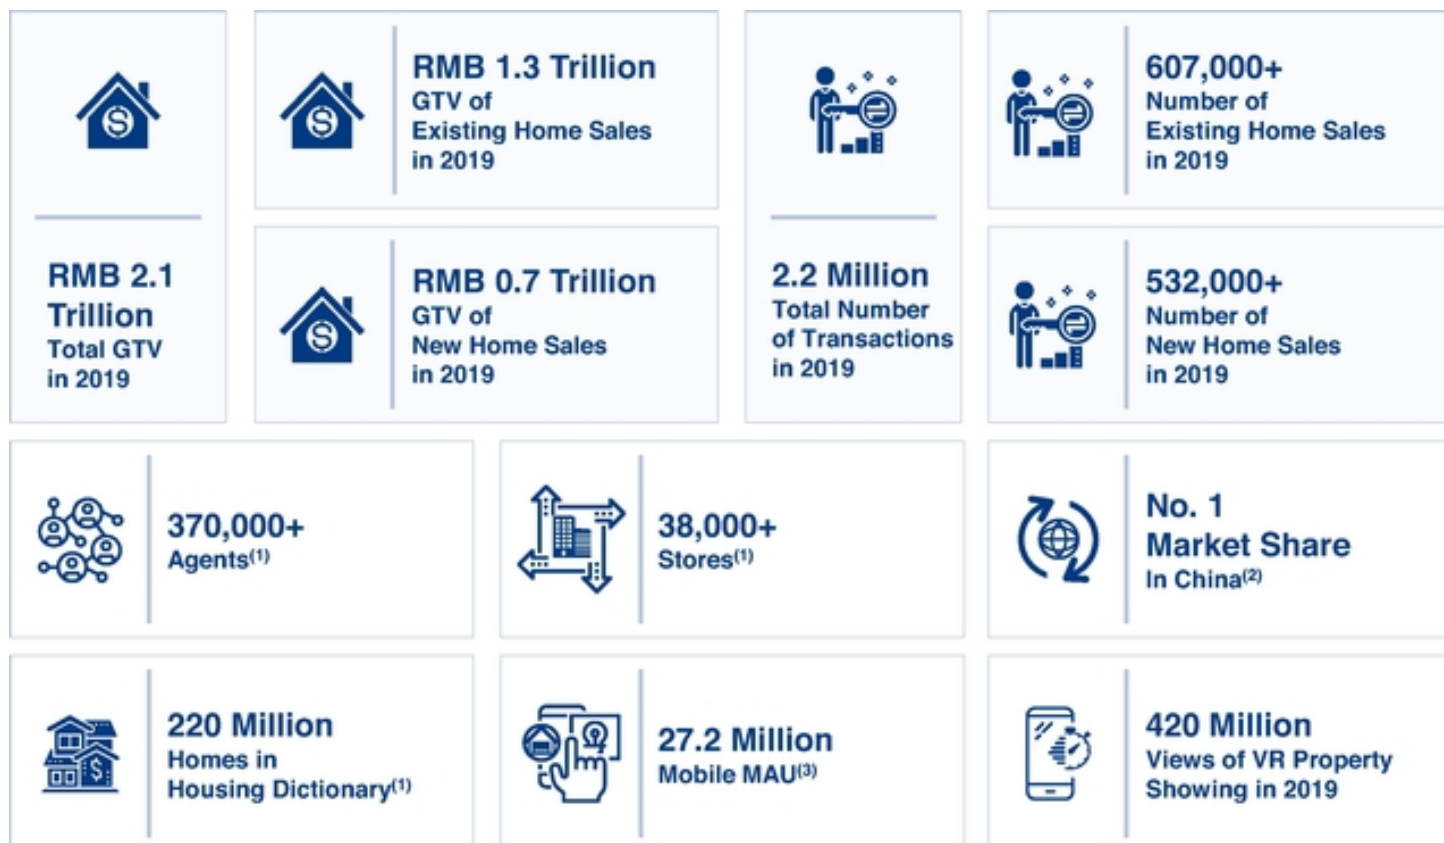 RMB 2.1
Trillion
Total GTV
in 2019
RMB 1.3 Trillion
GTV of
Existing Home Sales
in 2019
RMB 0.7 Trillion
GTV of
New Home Sales
in 2019
2.2 Million
Total Number
of Transactions
in 2019
607,000+
Number of
Existing Home Sales
in 2019
532,000+
Number of
New Home Sales
in 2019
370,000+
Agents(1)
38,000+
Stores(1)
No. 1
Market Share
In China(2)
220 Million
Homes in
Housing Dictionary(1)
27.2 Million
Mobile MAU(3)
420 Million
Views of VR Property
Showing in 2019